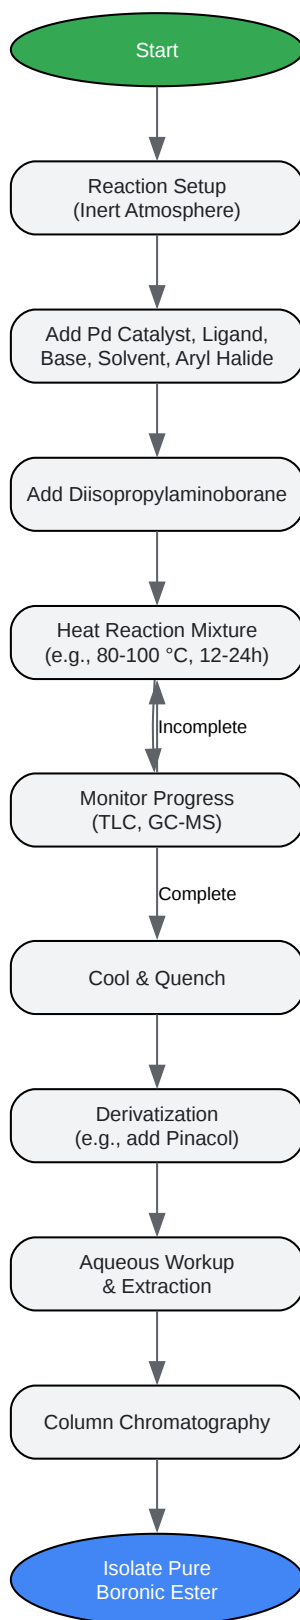 Start
Reaction Setup
(Inert Atmosphere)
Add Pd Catalyst, Ligand,
Base, Solvent, Aryl Halide
Add Diisopropylaminoborane
Heat Reaction Mixture
(e.g., 80-100 °C, 12-24h)
Incomplete
Monitor Progress
(TLC, GC-MS)
Complete
Cool & Quench
Derivatization
(e.g., add Pinacol)
Aqueous Workup
& Extraction
Column Chromatography
Isolate Pure
Boronic Ester